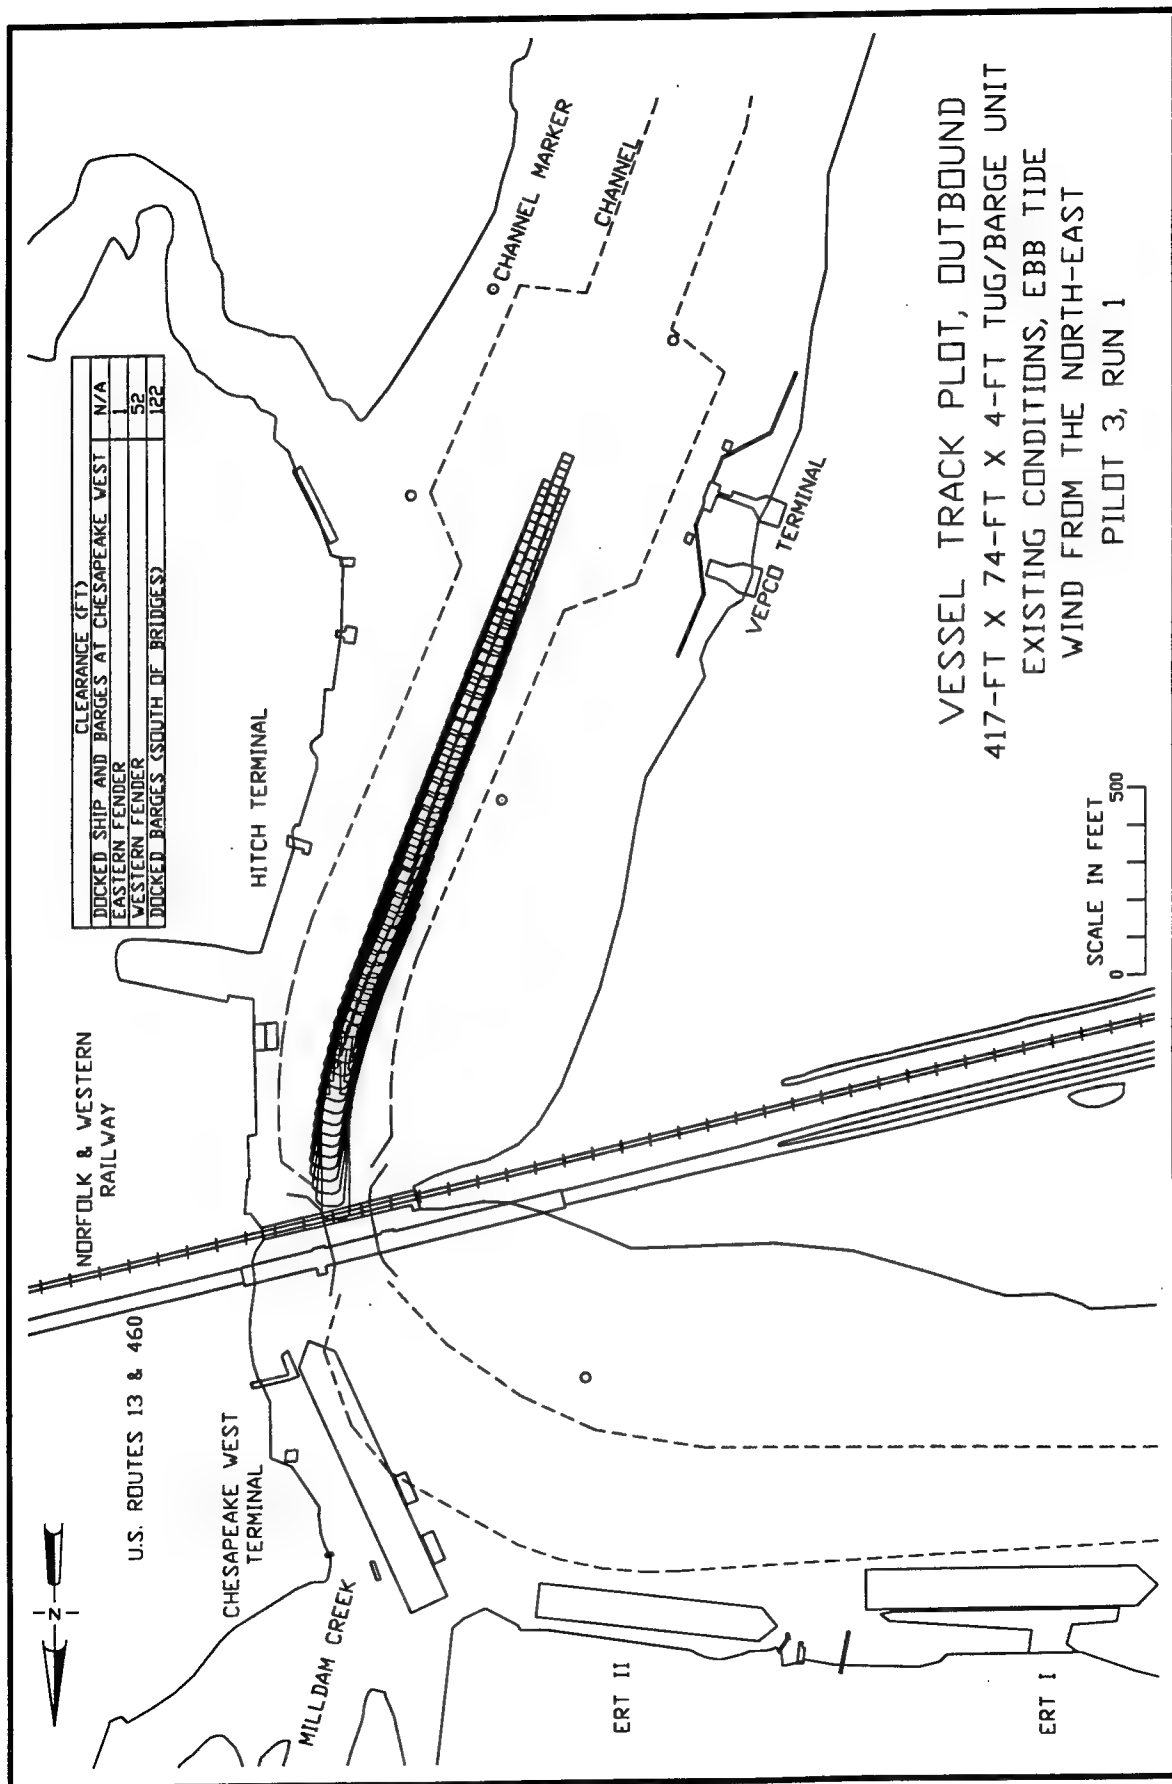 CLEARANCE (FT)
DOCKED SHIP AND BARGES AT CHESAPEAKE WEST N/A
EASTERN FENDER 1
WESTERN FENDER 52
DOCKED BARGES (SOUTH OF BRIDGES) 122
NORFOLK & WESTERN
RAILWAY
U.S. ROUTES 13 & 460
HITCH TERMINAL
CHANNEL MARKER
CHANNEL
N
CHESAPEAKE WEST
TERMINAL
MILLDAM CREEK
VEPCO TERMINAL
ERT II
ERT I
SCALE IN FEET
0 500
VESSEL TRACK PLOT, OUTBOUND
417-FT X 74-FT X 4-FT TUG/BARGE UNIT
EXISTING CONDITIONS, EBB TIDE
WIND FROM THE NORTH-EAST
PILOT 3, RUN 1